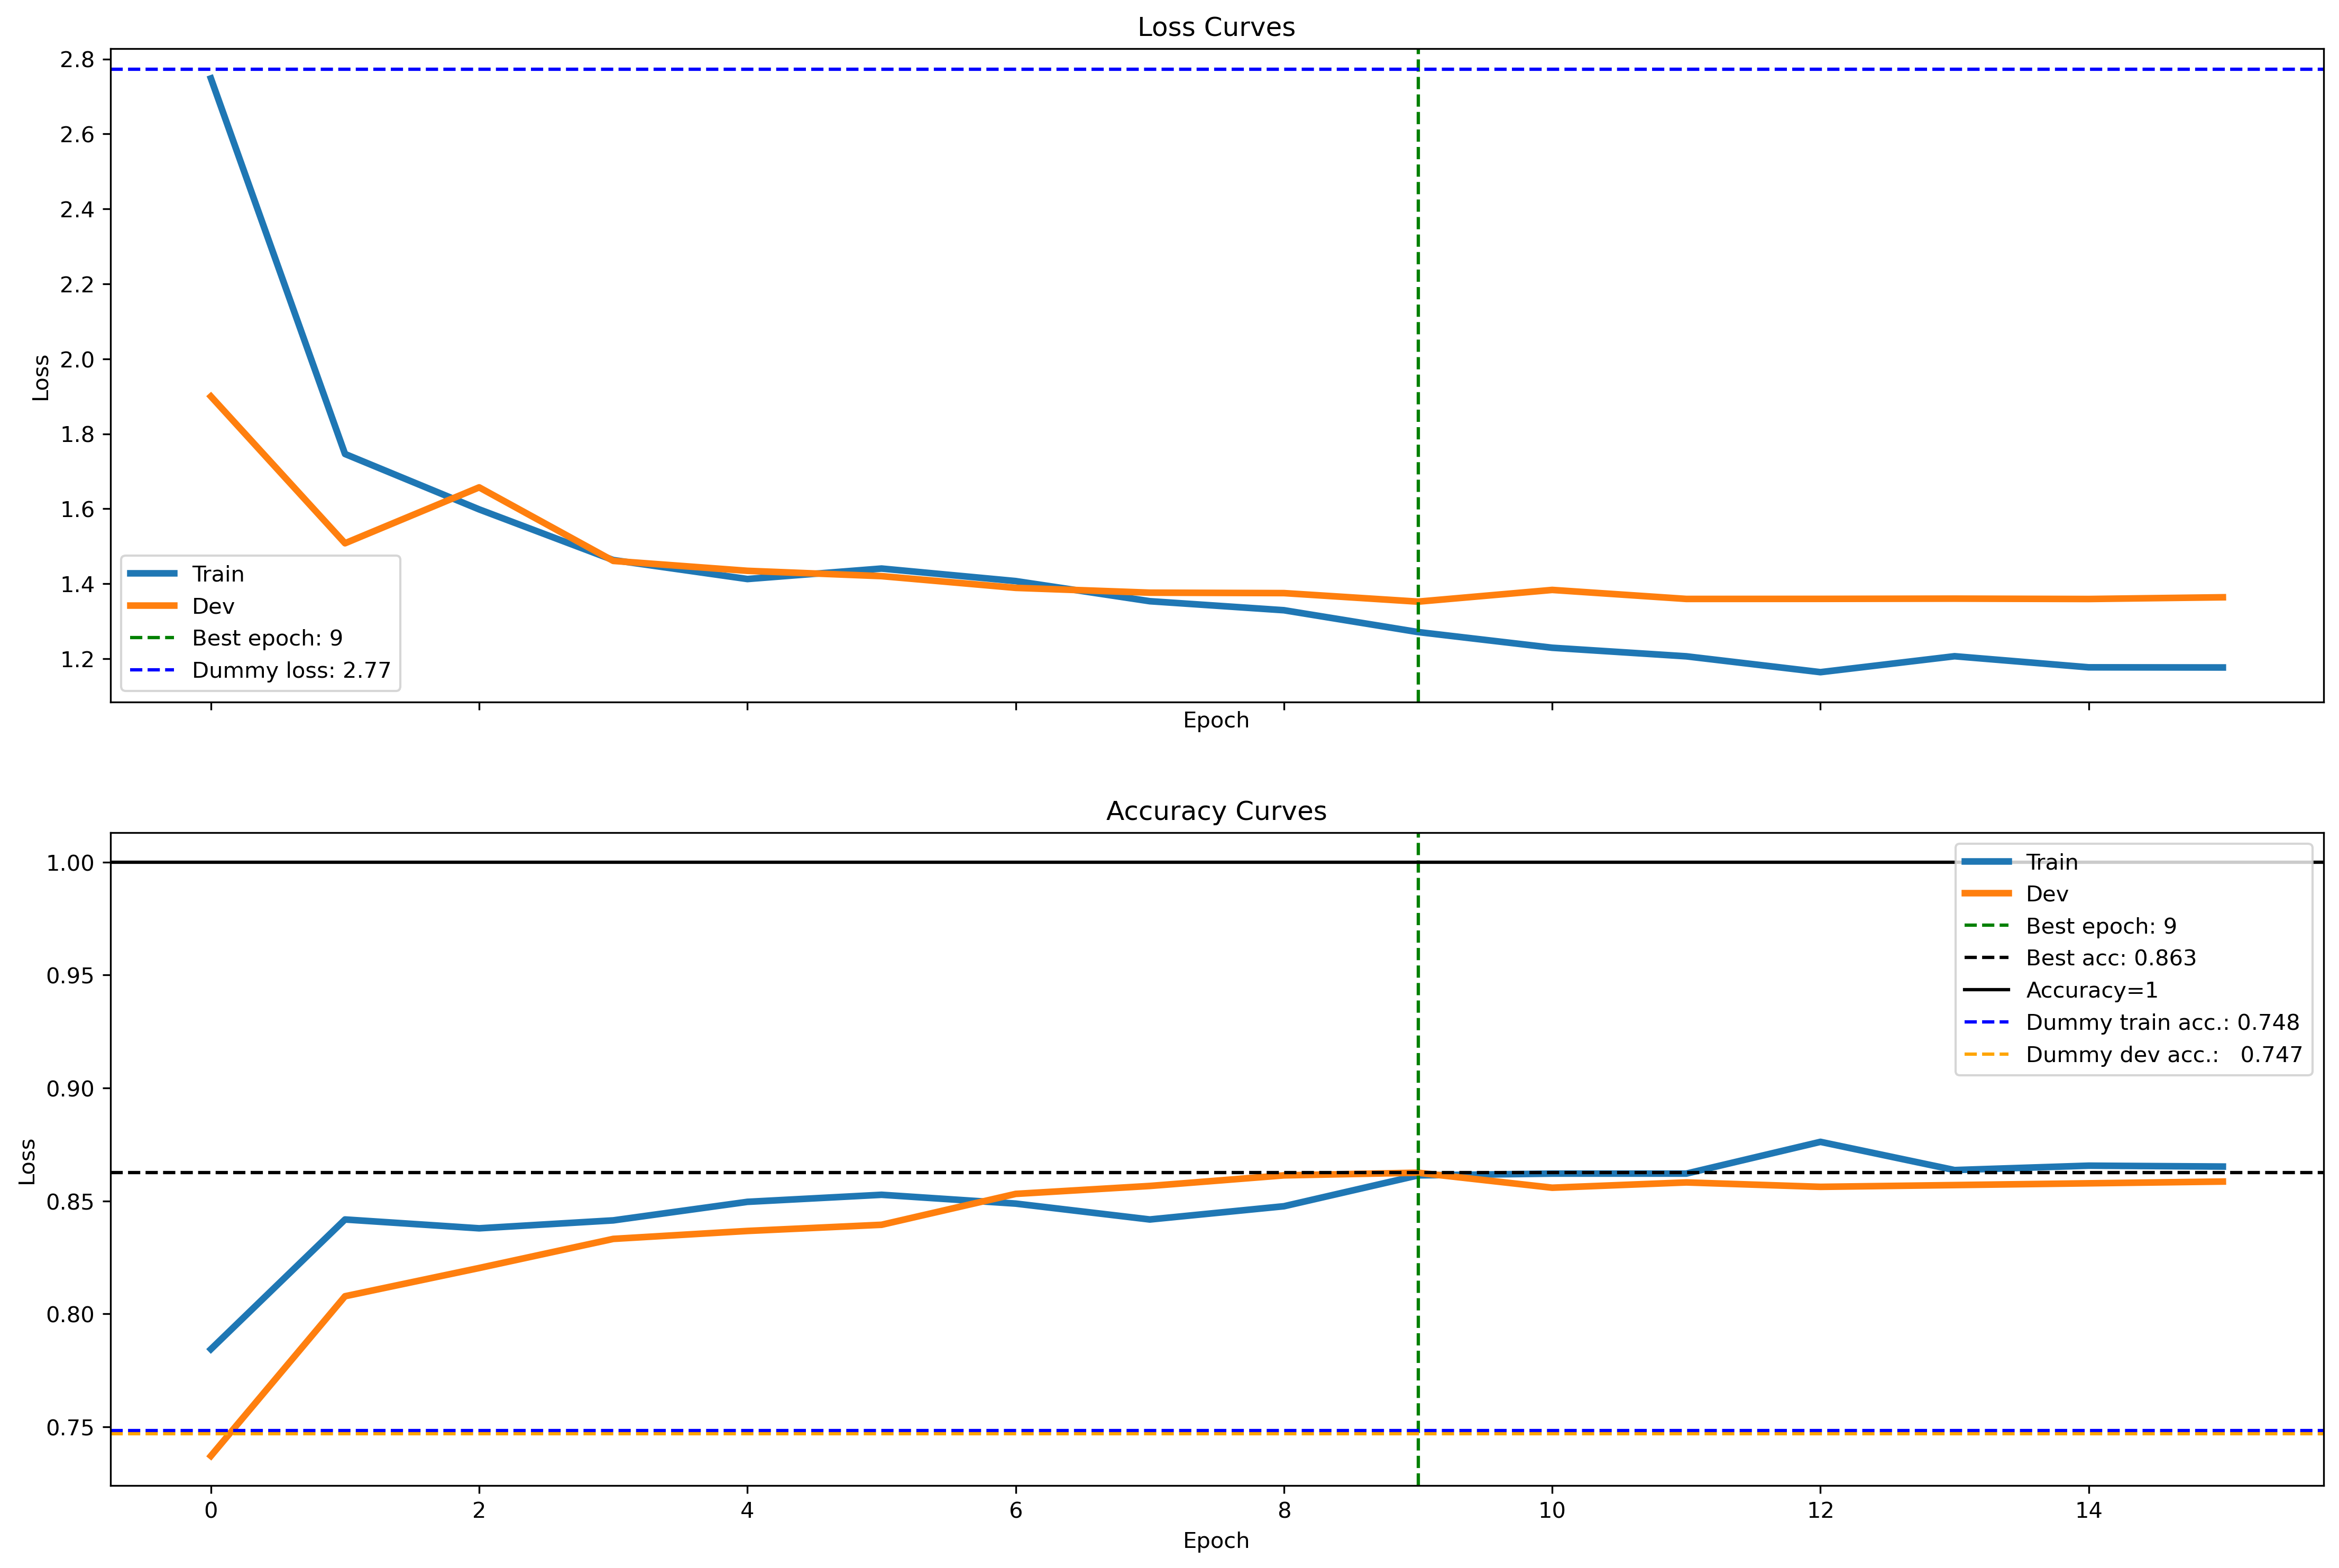 Loss Curves
2.8
2.6
2.4
2.2
2.0
1.8
1.6
1.4
1.2
Loss
Train
Dev
Best epoch: 9
Dummy loss: 2.77
Epoch
Accuracy Curves
1.00
0.95
0.90
0.85
0.80
0.75
Loss
Train
Dev
Best epoch: 9
Best acc: 0.863
Accuracy=1
Dummy train acc.: 0.748
Dummy dev acc.:   0.747
0 2 4 6 8 10 12 14
Epoch